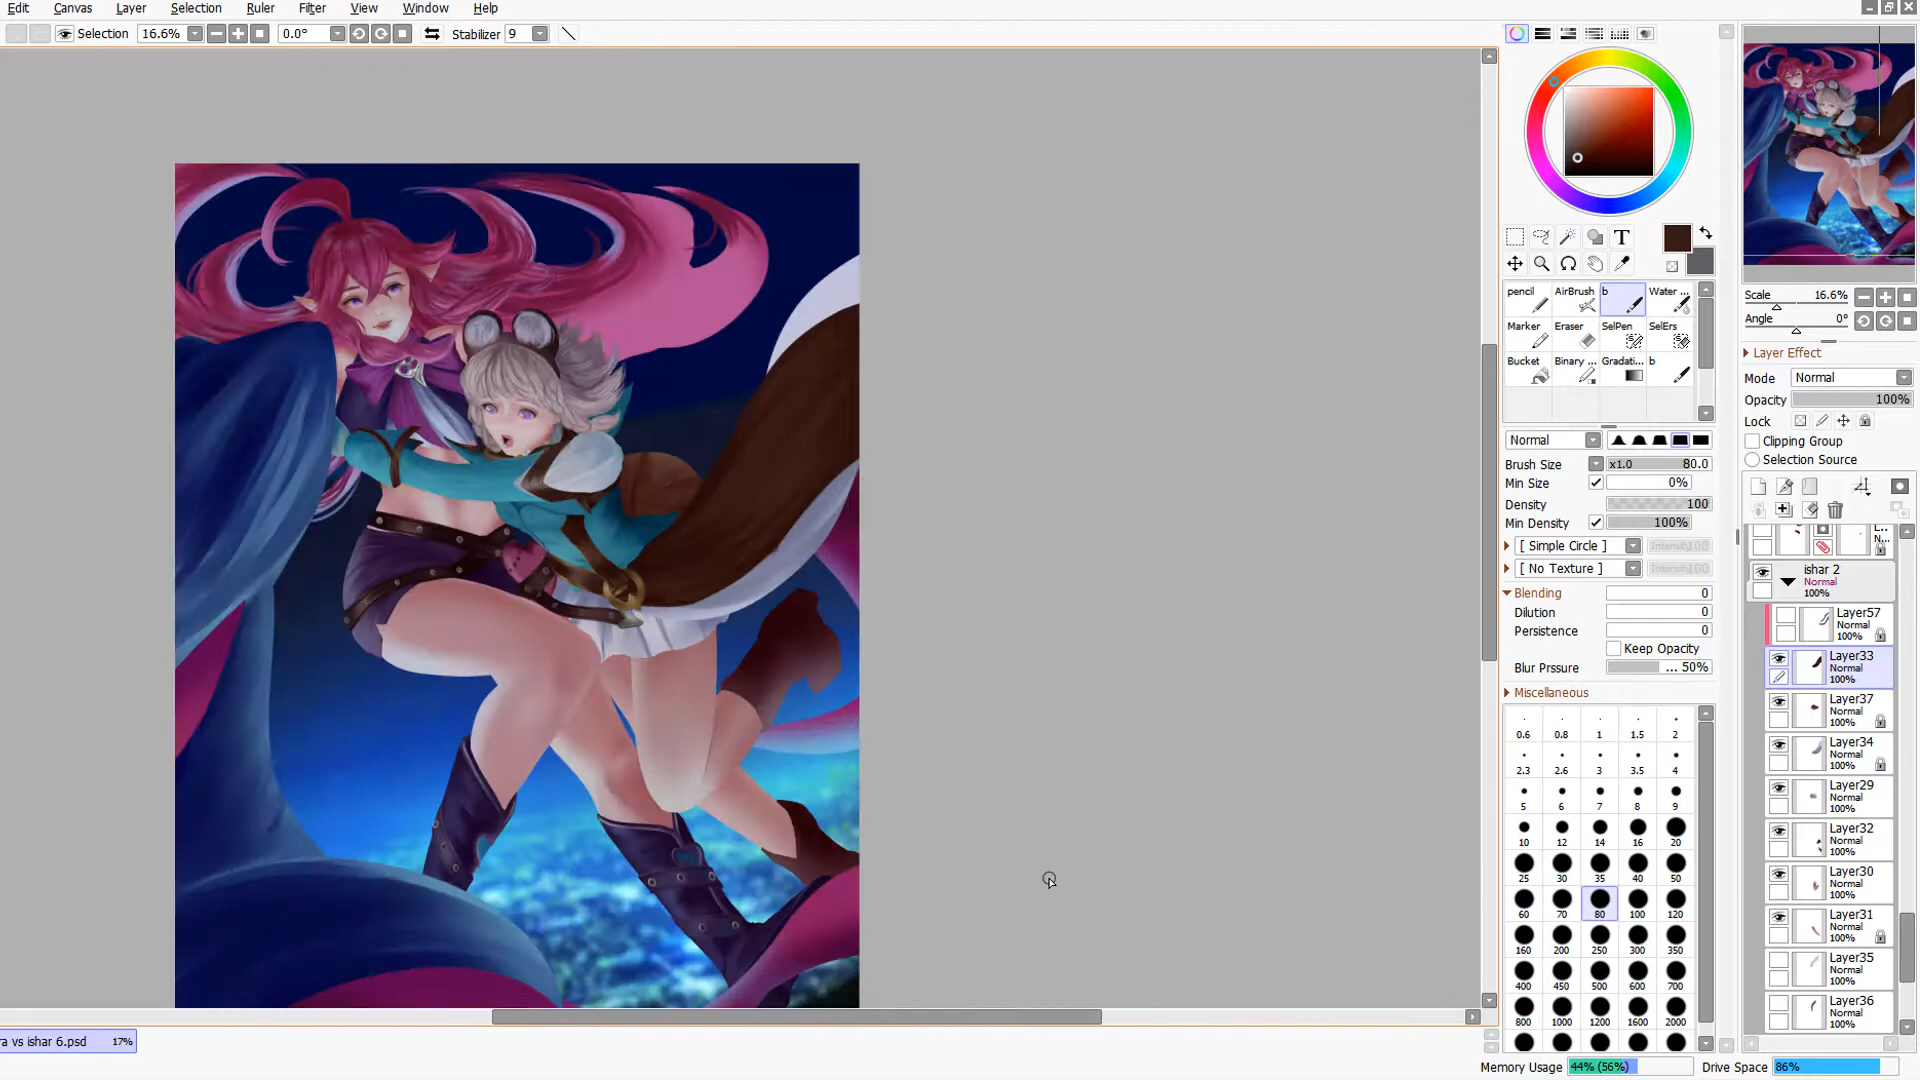 Edit Canvas Layer Selection Ruler Filter View Window Help
Selection 16.6% 0.0° Stabilizer 9
T
pencil AirBrush b Water ...
Marker Eraser SelPen SelErs
Bucket Binary ... Gradati... b
Normal
Brush Size x1.0 80.0
Min Size 0%
Density 100
Min Density 100%
[ Simple Circle ] Intensity 100
[ No Texture ] Intensity 100
Blending 0
Dilution 0
Persistence 0
Keep Opacity
Blur Prssure ... 50%
Miscellaneous
0.6 0.8 1 1.5 2
2.3 2.6 3 3.5 4
5 6 7 8 9
10 12 14 16 20
25 30 35 40 50
60 70 80 100 120
160 200 250 300 350
400 450 500 600 700
800 1000 1200 1600 2000
Scale 16.6%
Angle 0°
Layer Effect
Mode Normal
Opacity 100%
Lock
Clipping Group
Selection Source
L...
N...
ishar 2
Normal
100%
Layer57
Normal
100%
Layer33
Normal
100%
Layer37
Normal
100%
Layer34
Normal
100%
Layer29
Normal
100%
Layer32
Normal
100%
Layer30
Normal
100%
Layer31
Normal
100%
Layer35
Normal
100%
Layer36
Normal
100%
ra vs ishar 6.psd 17%
Memory Usage 44% (56%) Drive Space 86%